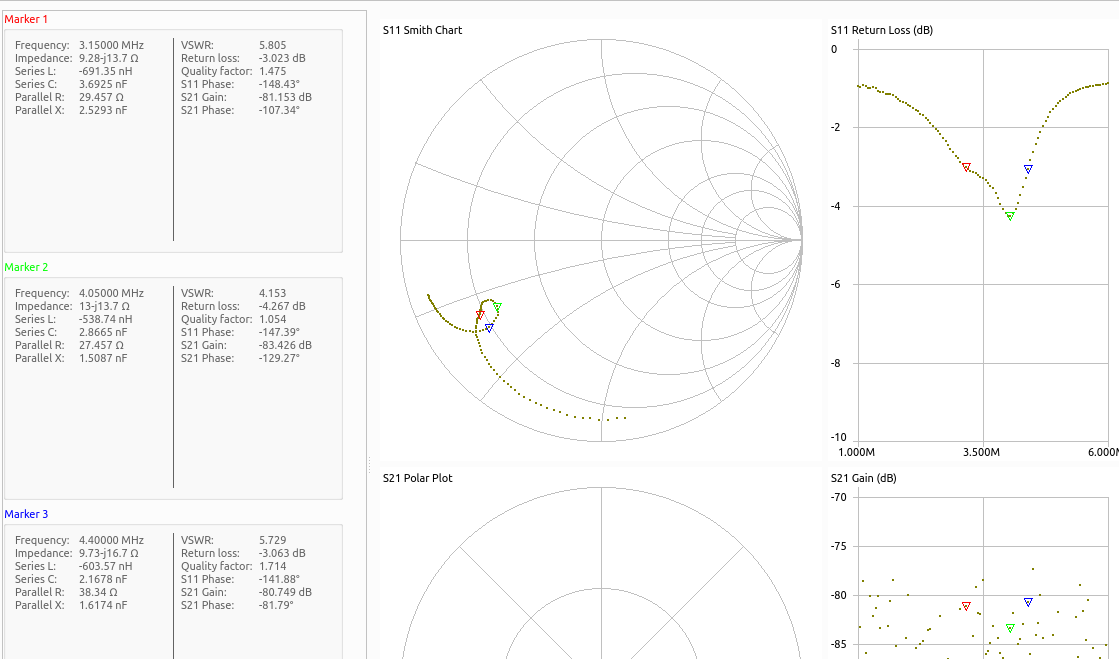 Marker 1
Frequency: 3.15000 MHz VSWR: 5.805
Impedance: 9.28-j13.7 Ω Return loss: -3.023 dB
Series L: -691.35 nH Quality factor: 1.475
Series C: 3.6925 nF S11 Phase: -148.43°
Parallel R: 29.457 Ω S21 Gain: -81.153 dB
Parallel X: 2.5293 nF S21 Phase: -107.34°
Marker 2
Frequency: 4.05000 MHz VSWR: 4.153
Impedance: 13-j13.7 Ω Return loss: -4.267 dB
Series L: -538.74 nH Quality factor: 1.054
Series C: 2.8665 nF S11 Phase: -147.39°
Parallel R: 27.457 Ω S21 Gain: -83.426 dB
Parallel X: 1.5087 nF S21 Phase: -129.27°
Marker 3
Frequency: 4.40000 MHz VSWR: 5.729
Impedance: 9.73-j16.7 Ω Return loss: -3.063 dB
Series L: -603.57 nH Quality factor: 1.714
Series C: 2.1678 nF S11 Phase: -141.88°
Parallel R: 38.34 Ω S21 Gain: -80.749 dB
Parallel X: 1.6174 nF S21 Phase: -81.79°
S11 Smith Chart
S11 Return Loss (dB)
0
-2
-4
-6
-8
-10
1.000M 3.500M 6.000M
S21 Polar Plot
S21 Gain (dB)
-70
-75
-80
-85